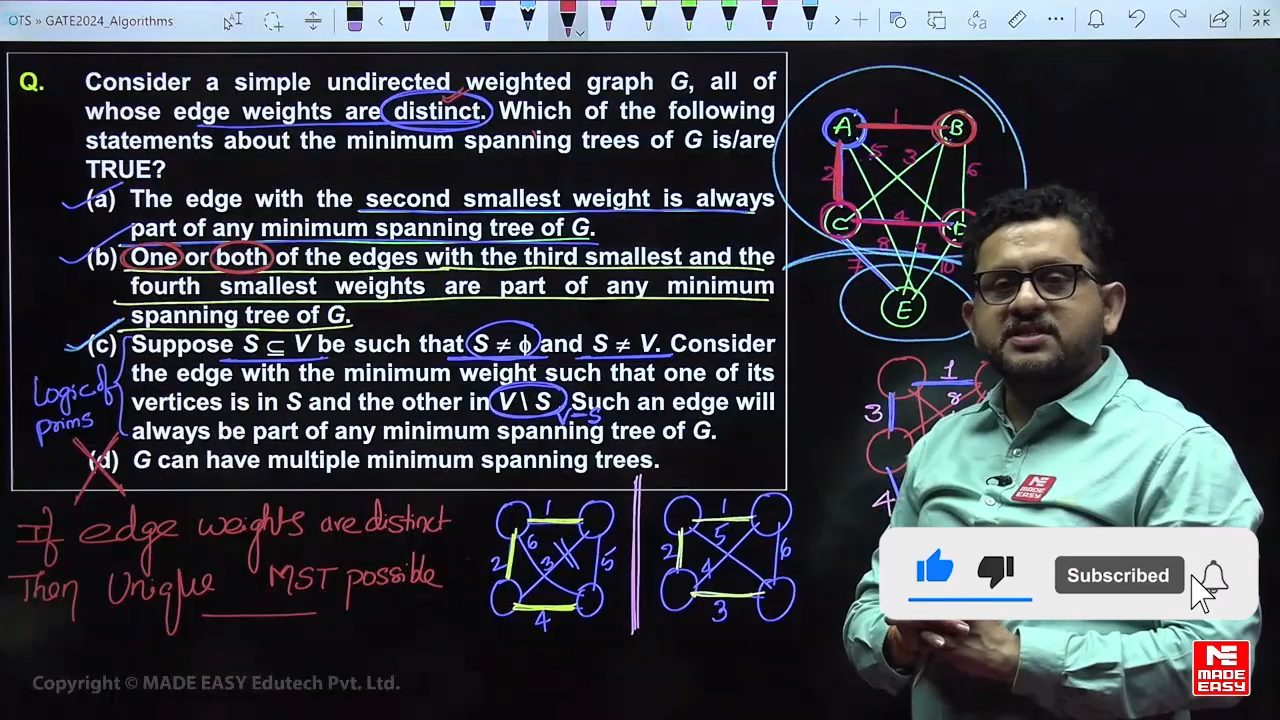 OTS » GATE2024_Algorithms
Q. Consider a simple undirected weighted graph G, all of
whose edge weights are distinct. Which of the following
statements about the minimum spanning trees of G is/are
TRUE?
(a) The edge with the second smallest weight is always
part of any minimum spanning tree of G.
(b) One or both of the edges with the third smallest and the
fourth smallest weights are part of any minimum
spanning tree of G.
(c) Suppose S ⊆ V be such that S ≠ ϕ and S ≠ V. Consider
the edge with the minimum weight such that one of its
vertices is in S and the other in V \ S. Such an edge will
always be part of any minimum spanning tree of G.
(d) G can have multiple minimum spanning trees.
Logic of
prims
V-S
If edge weights are distinct
Then Unique MST possible
A 1 B
5 3
2 6
C 4
8 9
7 10
E
1
3 8
4
1
6
2 3 5
4
1
5
2 4 6
3
MADE EASY
Subscribed
MADE
EASY
Copyright © MADE EASY Edutech Pvt. Ltd.